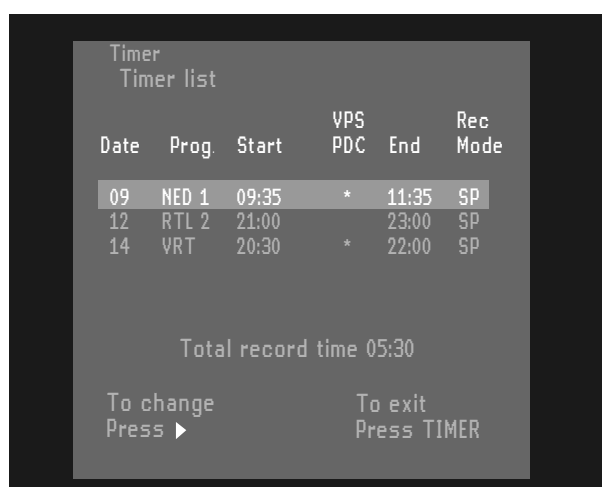 Timer
Timer list
VPS Rec
Date Prog. Start PDC End Mode
09 NED 1 09:35 * 11:35 SP
12 RTL 2 21:00 23:00 SP
14 VRT 20:30 * 22:00 SP
Total record time 05:30
To change To exit
Press ▶ Press TIMER